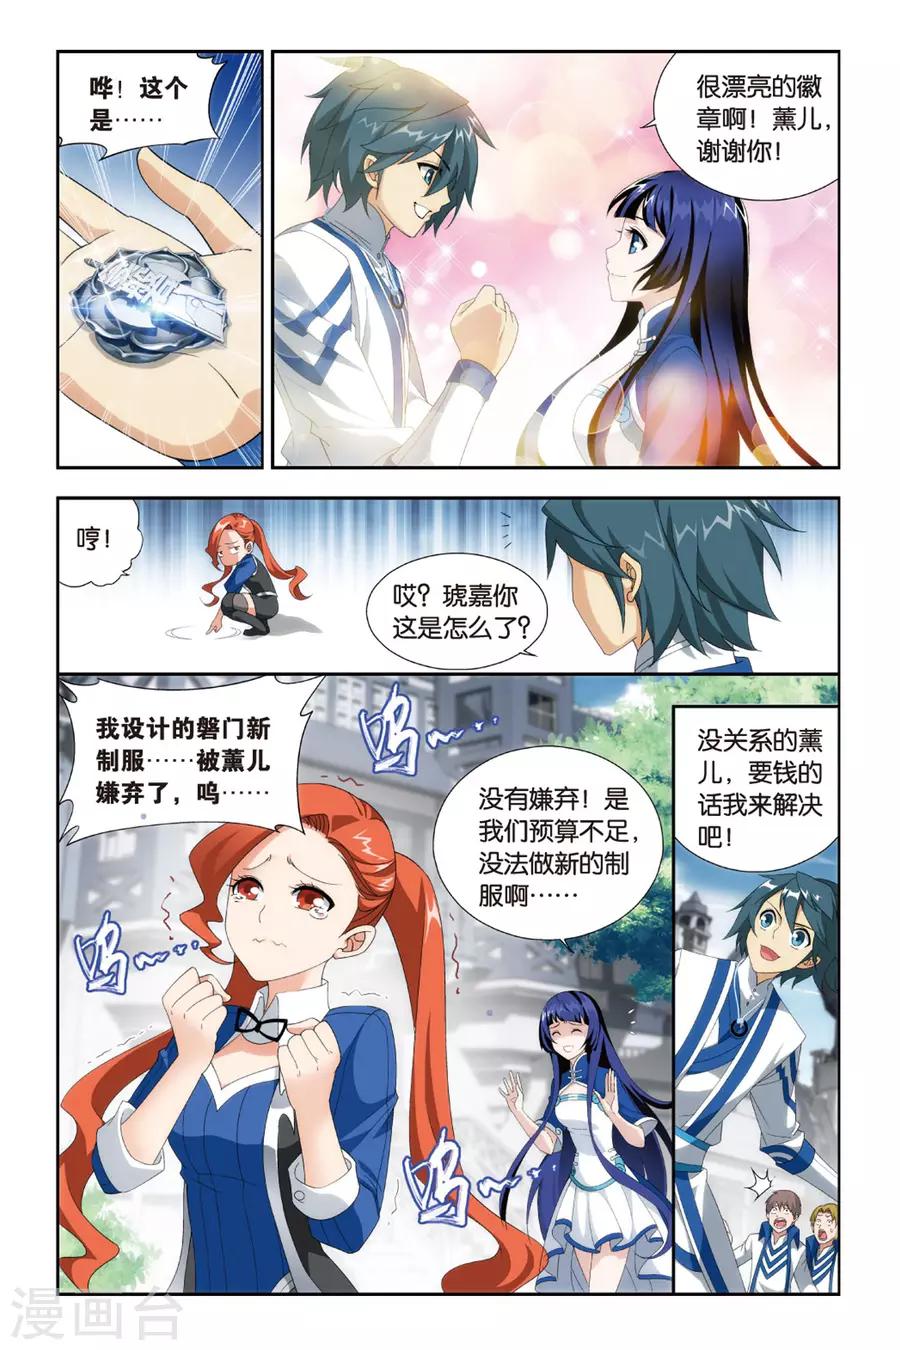 哗！这个
是……
很漂亮的徽
章啊！薰儿，
谢谢你！
哼！
哎？琥嘉你
这是怎么了？
我设计的磐门新
制服……被薰儿
嫌弃了，呜……
呜~…
没有嫌弃！是
我们预算不足，
没法做新的制
服啊……
没关系的薰
儿，要钱的
话我来解决
吧！
呜~…
呜~…
漫画台